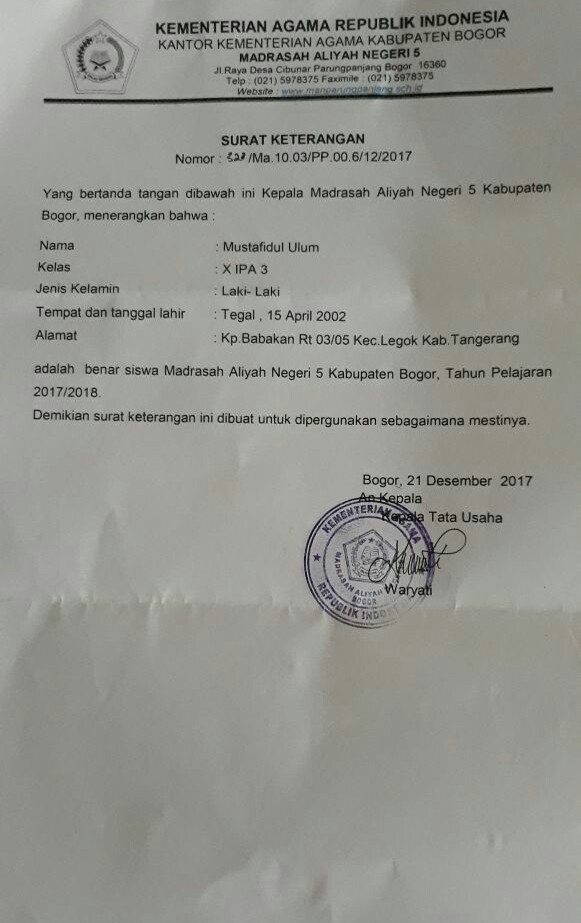 KEMENTERIAN AGAMA REPUBLIK INDONESIA
KANTOR KEMENTERIAN AGAMA KABUPATEN BOGOR
MADRASAH ALIYAH NEGERI 5
Jl.Raya Desa Cibunar Parungpanjang Bogor 16360
Telp : (021) 5978375 Faximile : (021) 5978375
Website : www.manparungpanjang.sch.id
SURAT KETERANGAN
Nomor : 328/Ma.10.03/PP.00.6/12/2017
Yang bertanda tangan dibawah ini Kepala Madrasah Aliyah Negeri 5 Kabupaten
Bogor, menerangkan bahwa :
Nama : Mustafidul Ulum
Kelas : X IPA 3
Jenis Kelamin : Laki- Laki
Tempat dan tanggal lahir : Tegal , 15 April 2002
Alamat : Kp.Babakan Rt 03/05 Kec.Legok Kab.Tangerang
adalah benar siswa Madrasah Aliyah Negeri 5 Kabupaten Bogor, Tahun Pelajaran
2017/2018.
Demikian surat keterangan ini dibuat untuk dipergunakan sebagaimana mestinya.
Bogor, 21 Desember 2017
An Kepala
Kepala Tata Usaha
KEMENTERIAN AGAMA
MADRASAH ALIYAH
BOGOR
REPUBLIK INDONESIA
Waryati